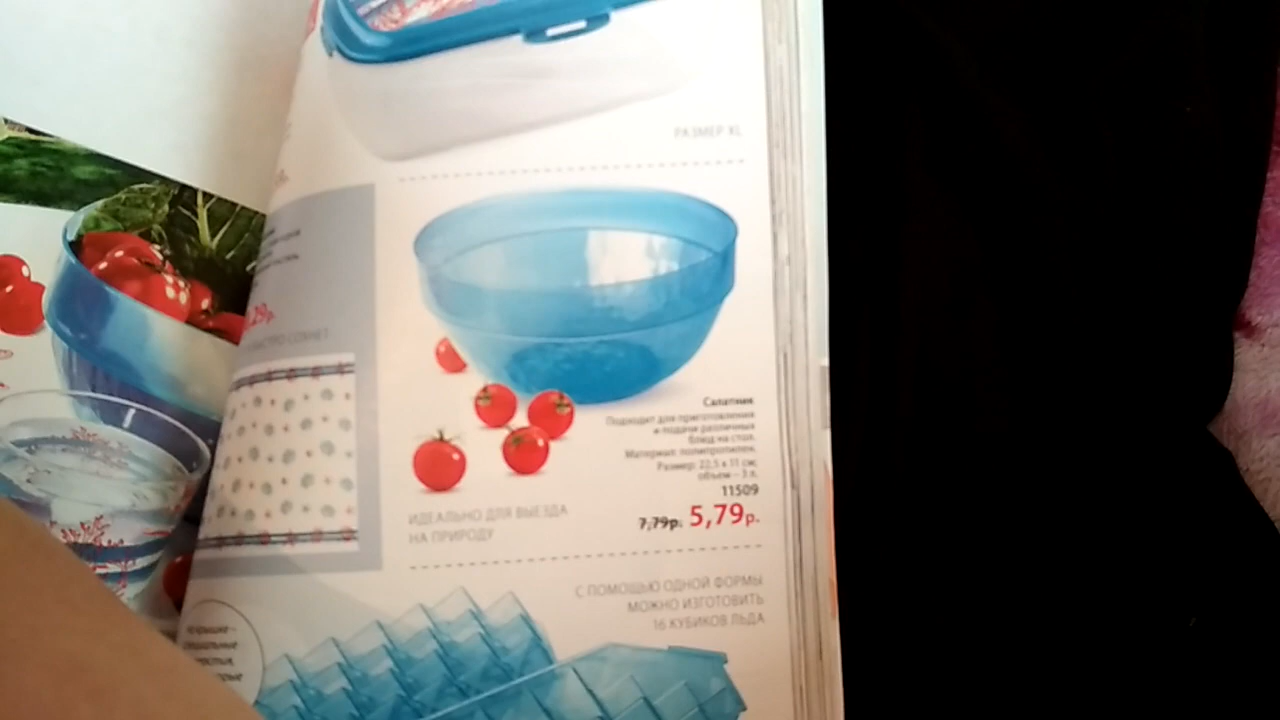 РАЗМЕР XL
Салатник
Подходит для приготовления
и подачи различных
блюд на стол.
Материал: полипропилен.
Размер: 22,5 х 11 см;
объем – 3 л.
11509
7,79р. 5,79р.
ИДЕАЛЬНО ДЛЯ ВЫЕЗДА
НА ПРИРОДУ
С ПОМОЩЬЮ ОДНОЙ ФОРМЫ
МОЖНО ИЗГОТОВИТЬ
16 КУБИКОВ ЛЬДА